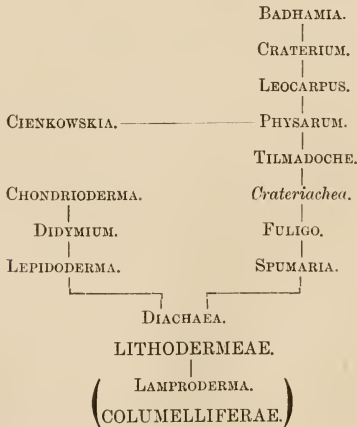 BADHAMIA.
CRATERIUM.
LEOCARPUS.
CIENKOWSKIA. PHYSARUM.
TILMADOCHE.
CHONDRIODERMA. Crateriachea.
DIDYMIUM. FULIGO.
LEPIDODERMA. SPUMARIA.
DIACHAEA.
LITHODERMEAE.
LAMPRODERMA.
(COLUMELLIFERAE.)